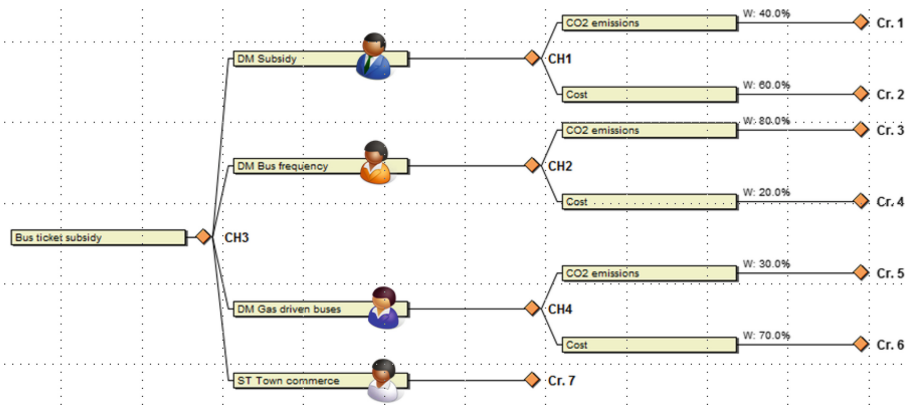 W: 40.0%
CO2 emissions
Cr. 1
DM Subsidy
CH1
W: 60.0%
Cost
Cr. 2
W: 80.0%
CO2 emissions
Cr. 3
DM Bus frequency
CH2
W: 20.0%
Cost
Cr. 4
Bus ticket subsidy
CH3
W: 30.0%
CO2 emissions
Cr. 5
DM Gas driven buses
CH4
W: 70.0%
Cost
Cr. 6
ST Town commerce
Cr. 7